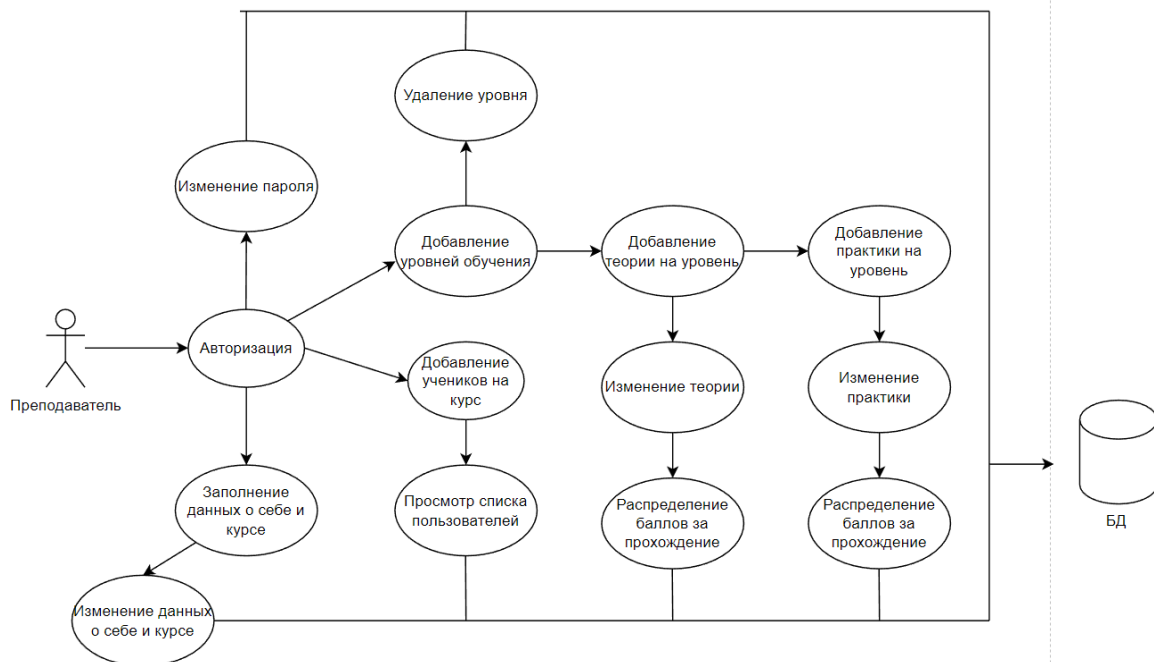 Удаление уровня
Изменение пароля
Добавление
уровней обучения
Добавление
теории на уровень
Добавление
практики на
уровень
Авторизация
Добавление
учеников на
курс
Изменение теории
Изменение
практики
Преподаватель
Заполнение
данных о себе и
курсе
Просмотр списка
пользователей
Распределение
баллов за
прохождение
Распределение
баллов за
прохождение
БД
Изменение данных
о себе и курсе